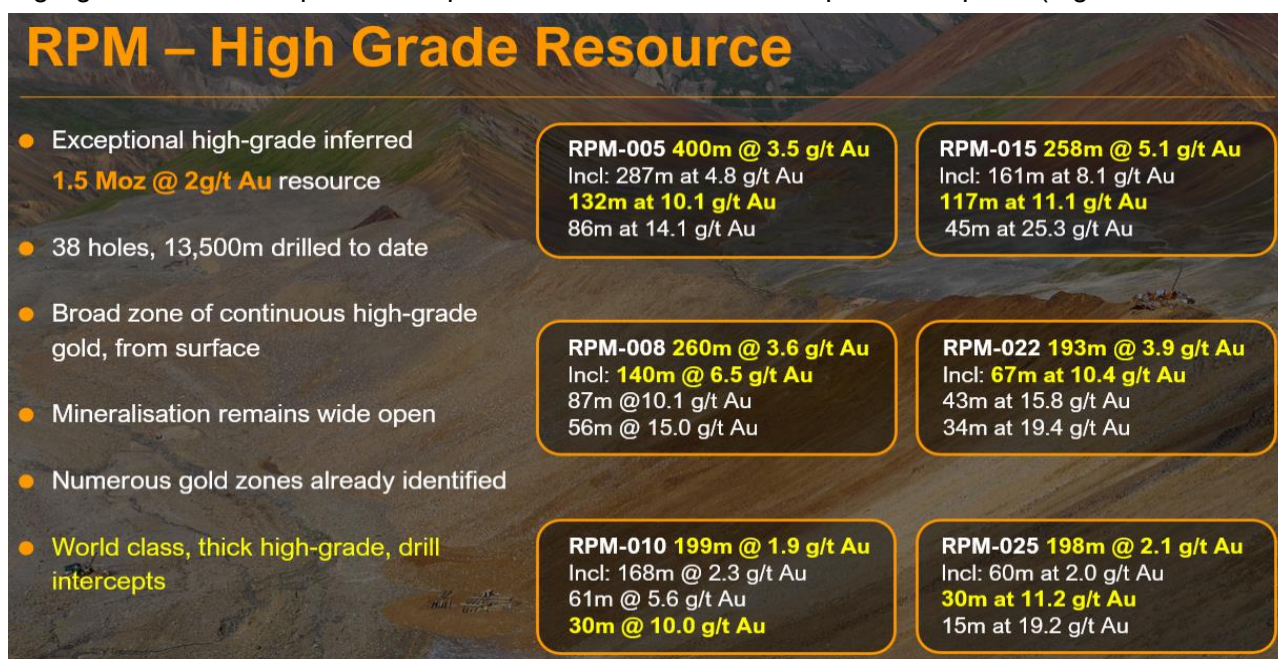 RPM – High Grade Resource
Exceptional high-grade inferred
1.5 Moz @ 2g/t Au resource
38 holes, 13,500m drilled to date
Broad zone of continuous high-grade
gold, from surface
Mineralisation remains wide open
Numerous gold zones already identified
World class, thick high-grade, drill
intercepts
RPM-005 400m @ 3.5 g/t Au
Incl: 287m at 4.8 g/t Au
132m at 10.1 g/t Au
86m at 14.1 g/t Au
RPM-015 258m @ 5.1 g/t Au
Incl: 161m at 8.1 g/t Au
117m at 11.1 g/t Au
45m at 25.3 g/t Au
RPM-008 260m @ 3.6 g/t Au
Incl: 140m @ 6.5 g/t Au
87m @10.1 g/t Au
56m @ 15.0 g/t Au
RPM-022 193m @ 3.9 g/t Au
Incl: 67m at 10.4 g/t Au
43m at 15.8 g/t Au
34m at 19.4 g/t Au
RPM-010 199m @ 1.9 g/t Au
Incl: 168m @ 2.3 g/t Au
61m @ 5.6 g/t Au
30m @ 10.0 g/t Au
RPM-025 198m @ 2.1 g/t Au
Incl: 60m at 2.0 g/t Au
30m at 11.2 g/t Au
15m at 19.2 g/t Au